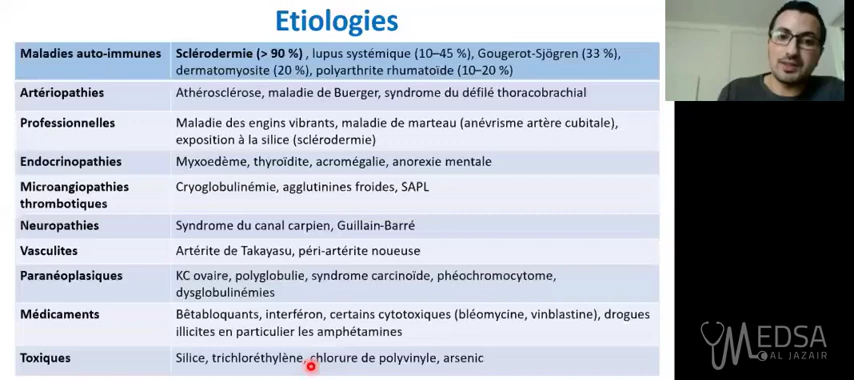 Etiologies
Maladies auto-immunes
Sclérodermie (> 90 %) , lupus systémique (10–45 %), Gougerot-Sjögren (33 %),
dermatomyosite (20 %), polyarthrite rhumatoïde (10–20 %)
Artériopathies
Athérosclérose, maladie de Buerger, syndrome du défilé thoracobrachial
Professionnelles
Maladie des engins vibrants, maladie de marteau (anévrisme artère cubitale),
exposition à la silice (sclérodermie)
Endocrinopathies
Myxoedème, thyroïdite, acromégalie, anorexie mentale
Microangiopathies
thrombotiques
Cryoglobulinémie, agglutinines froides, SAPL
Neuropathies
Syndrome du canal carpien, Guillain-Barré
Vasculites
Artérite de Takayasu, péri-artérite noueuse
Paranéoplasiques
KC ovaire, polyglobulie, syndrome carcinoïde, phéochromocytome,
dysglobulinémies
Médicaments
Bêtabloquants, interféron, certains cytotoxiques (bléomycine, vinblastine), drogues
illicites en particulier les amphétamines
Toxiques
Silice, trichloréthylène, chlorure de polyvinyle, arsenic
MEDSA
AL JAZAIR